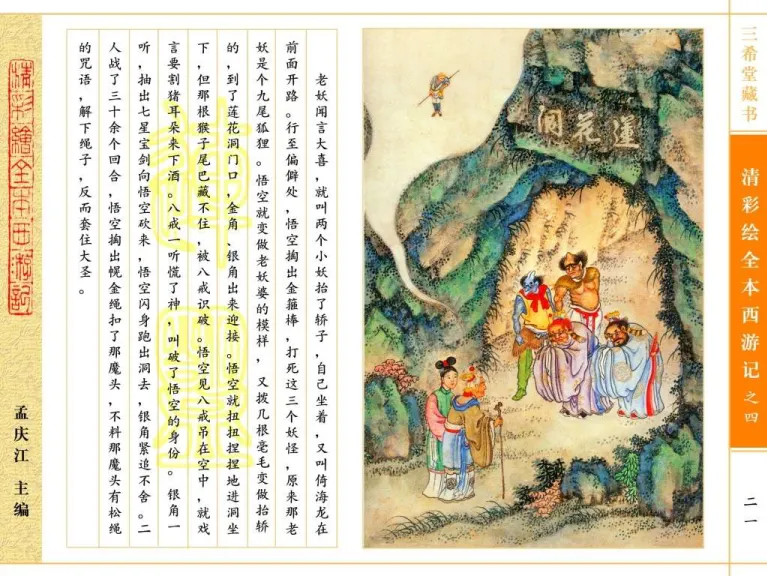 三希堂藏书
清彩绘全本西游记之四
二一
蓮花洞
老妖闻言大喜，就叫两个小妖抬了轿子，自己坐着，又叫倚海龙在
前面开路。行至偏僻处，悟空掏出金箍棒，打死这三个妖怪，原来那老
妖是个九尾狐狸。悟空就变做老妖婆的模样，又拔几根毫毛变做抬轿
的，到了莲花洞门口，金角、银角出来迎接。悟空就扭扭捏捏地进洞坐
下，但那根猴子尾巴藏不住，被八戒识破。悟空见八戒吊在空中，就戏
言要割猪耳朵来下酒。八戒一听慌了神，叫破了悟空的身份。银角一
听，抽出七星宝剑向悟空砍来，悟空闪身跑出洞去，银角紧追不舍。二
人战了三十余个回合，悟空掏出幌金绳扣了那魔头，不料那魔头有松绳
的咒语，解下绳子，反而套住大圣。
清彩繪全本西游記
孟庆江 主编